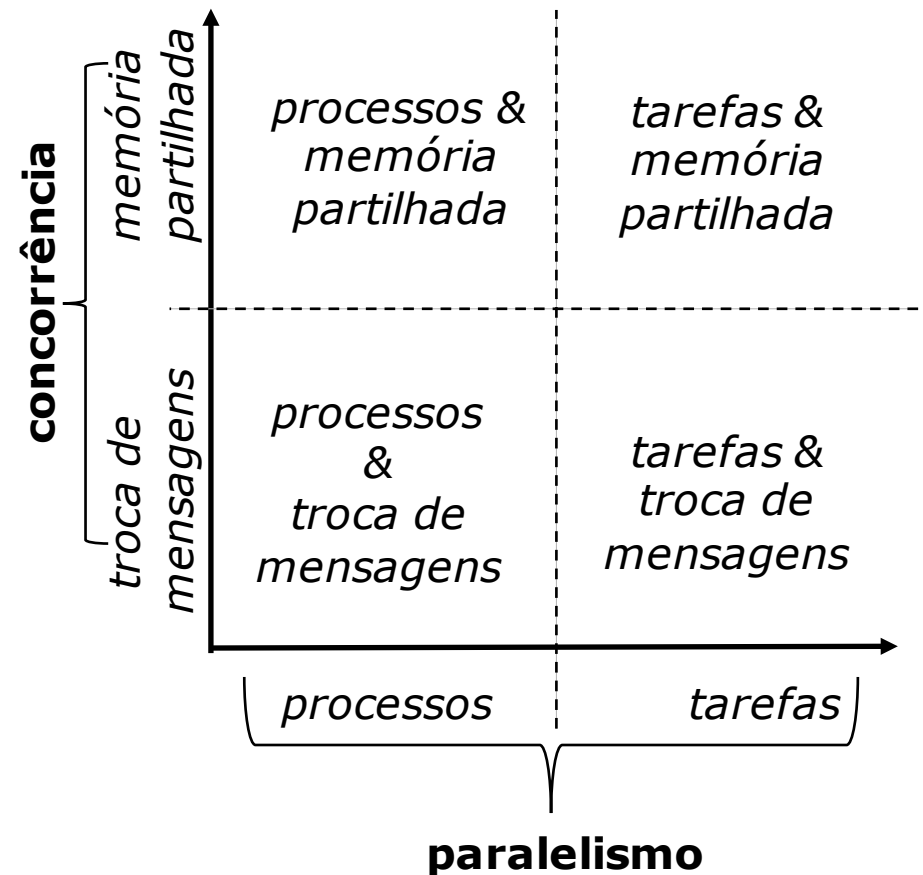 concorrência
memória
partilhada
troca de
mensagens
processos &
memória
partilhada
tarefas &
memória
partilhada
processos
&
troca de
mensagens
tarefas &
troca de
mensagens
processos
tarefas
paralelismo